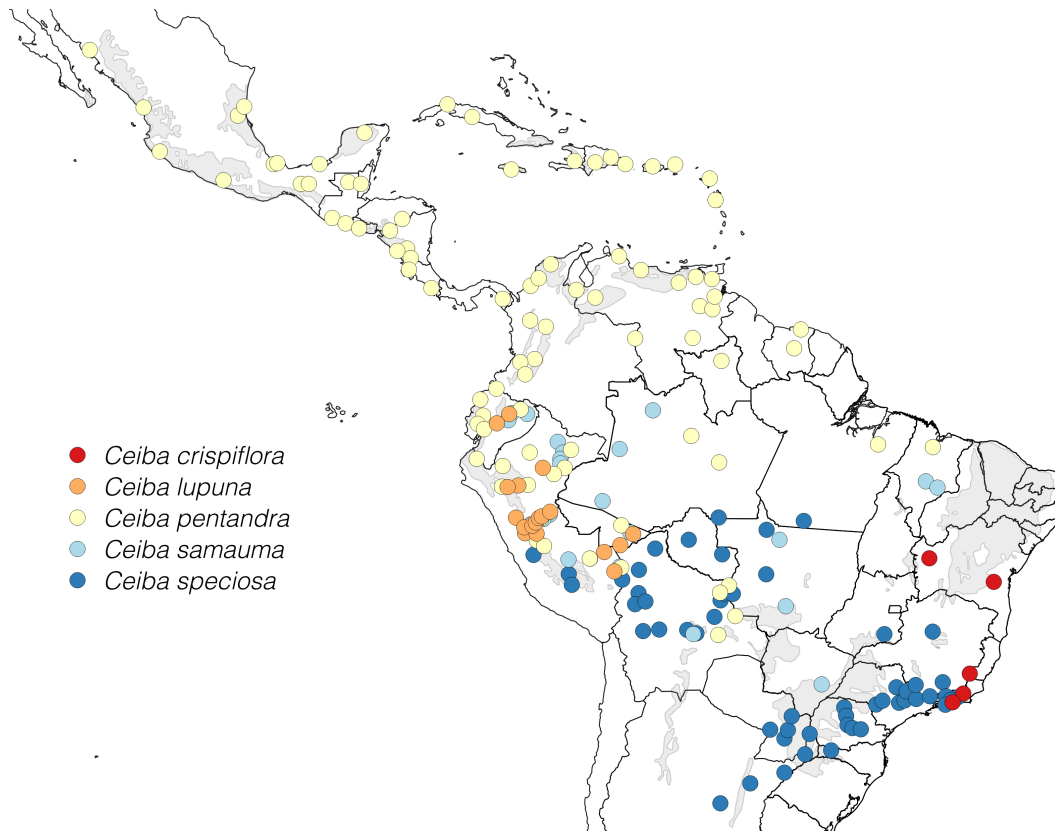 Ceiba crispiflora
Ceiba lupuna
Ceiba pentandra
Ceiba samauma
Ceiba speciosa